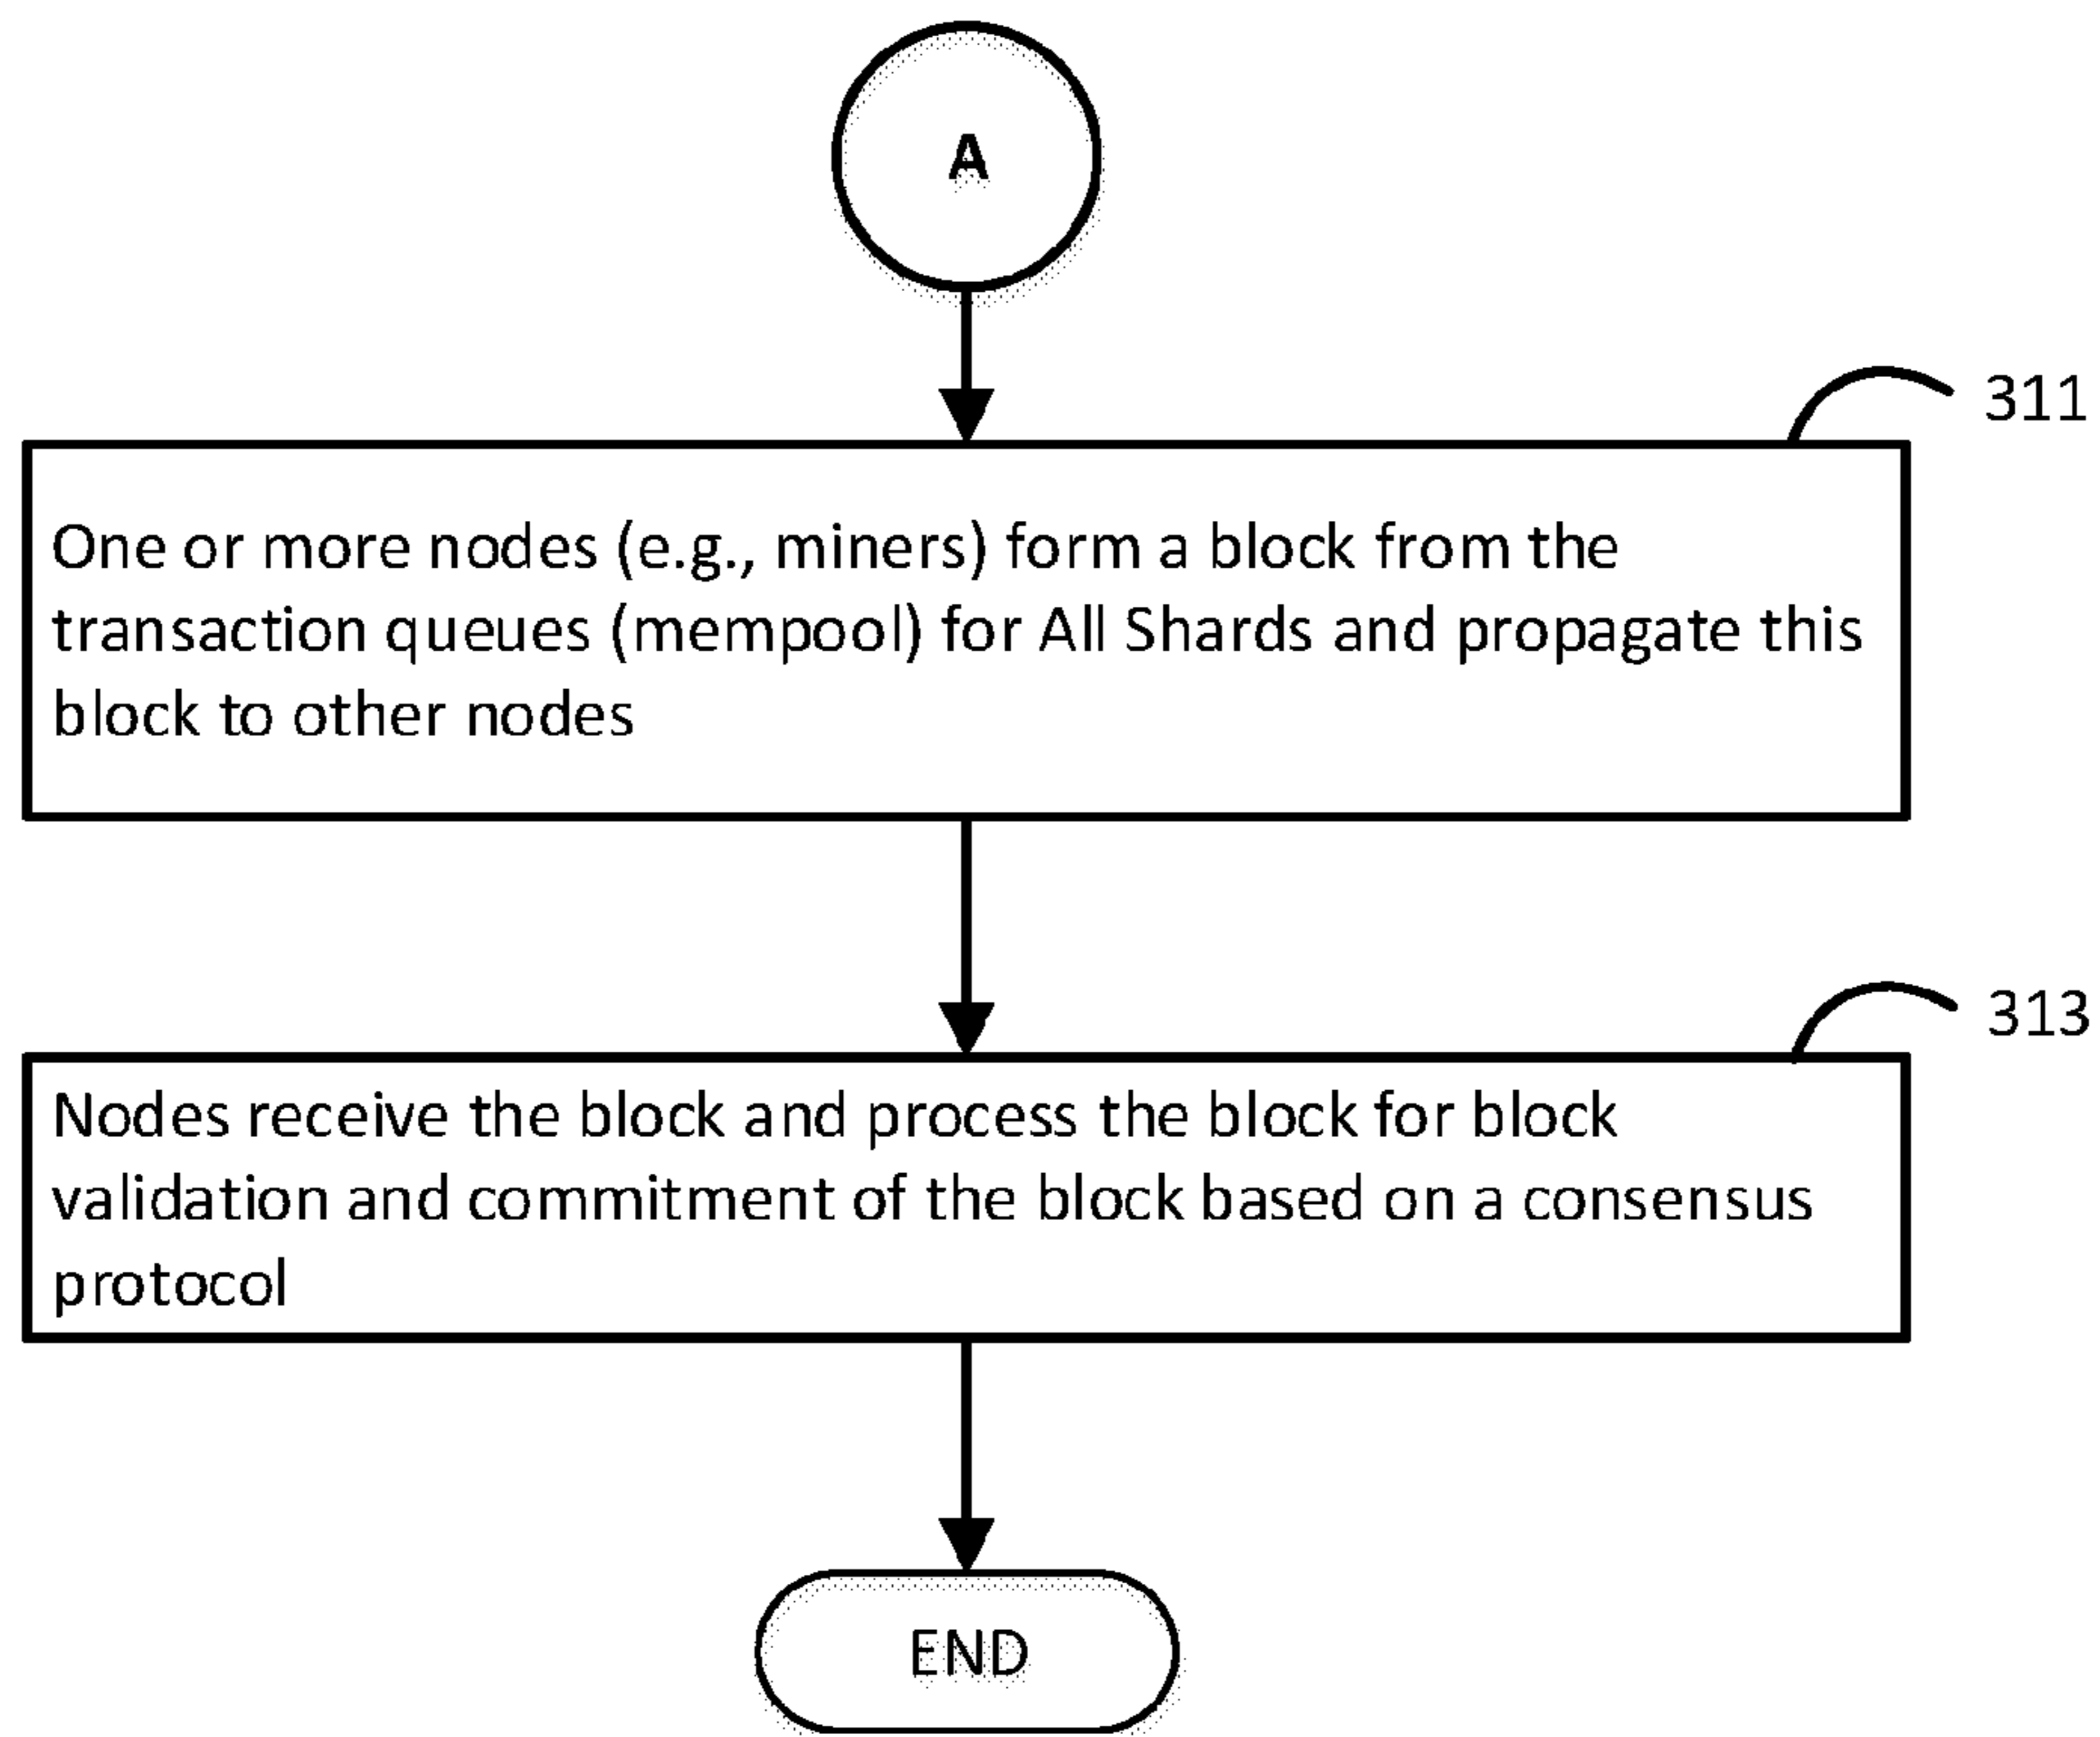 A
311
One or more nodes (e.g., miners) form a block from the
transaction queues (mempool) for All Shards and propagate this
block to other nodes
313
Nodes receive the block and process the block for block
validation and commitment of the block based on a consensus
protocol
END